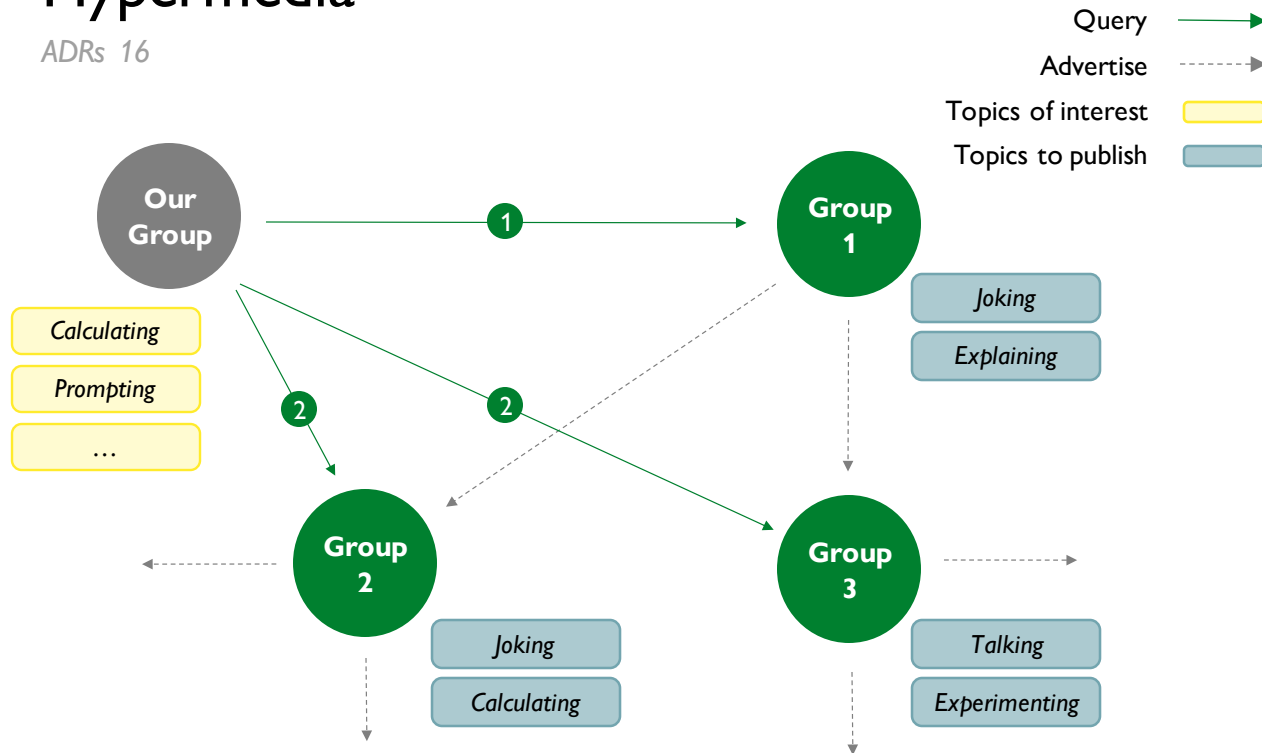 Hypermedia
ADRs 16
Query
Advertise
Topics of interest
Topics to publish
Our
Group
1
Group
1
Calculating
Prompting
…
Joking
Explaining
2
2
Group
2
Group
3
Joking
Calculating
Talking
Experimenting